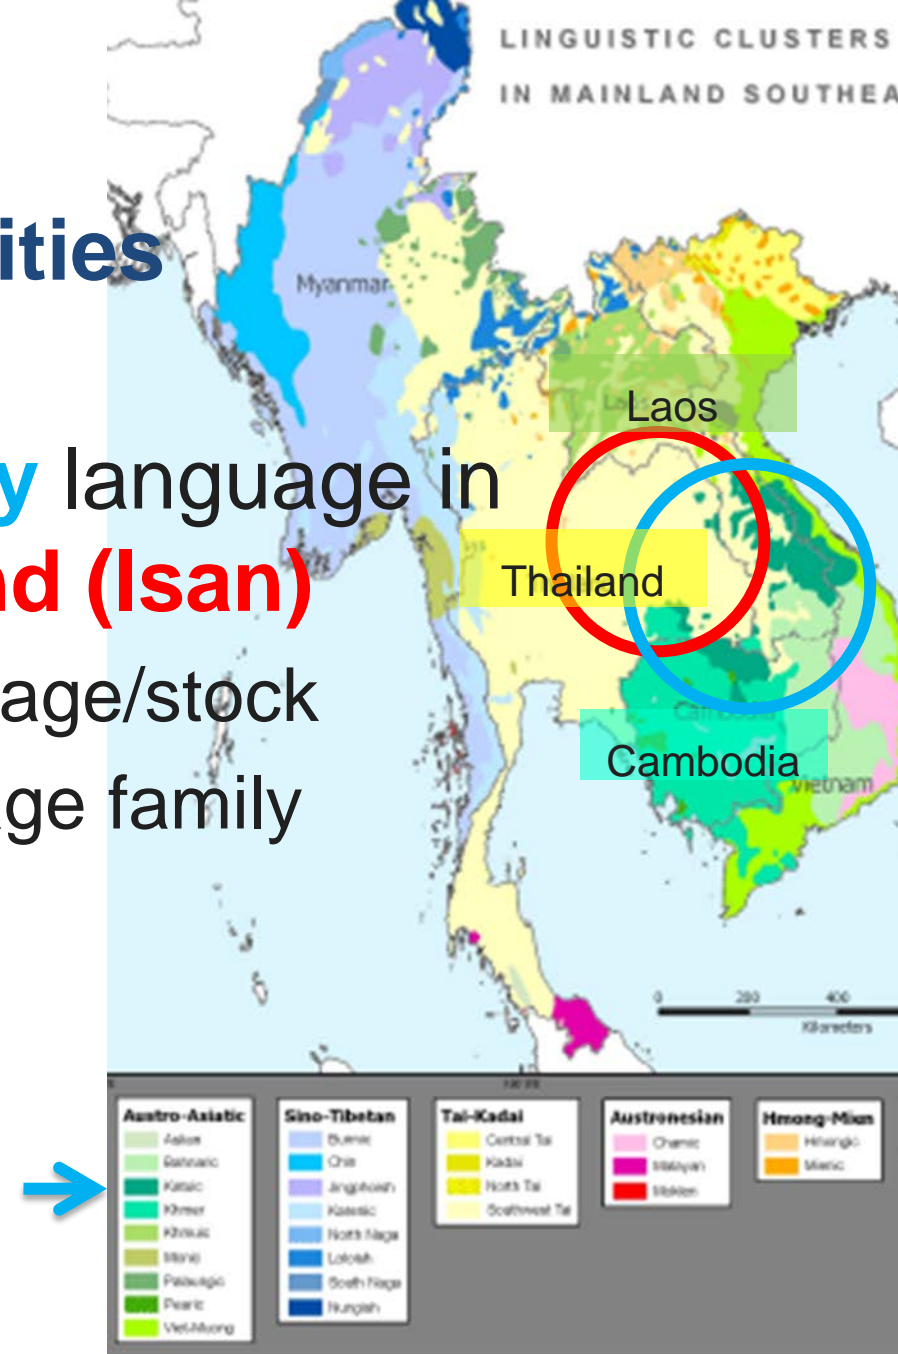 LINGUISTIC CLUSTERS
IN MAINLAND SOUTHEA
ities
Myanmar
Laos
y language in
nd (Isan)
Thailand
age/stock
Cambodia
Cambodia
Vietnam
ge family
0 200 400
Kilometers
Austro-Asiatic
Aslian
Bahnaric
Katuic
Khmer
Khmuic
Monic
Palaungic
Pearic
Viet-Muong
Sino-Tibetan
Burmic
Chin
Jingphoish
Karenic
North Naga
Loloish
South Naga
Nungish
Tai-Kadai
Central Tai
Kadai
North Tai
Southwest Tai
Austronesian
Chamic
Malayan
Moklen
Hmong-Mien
Hmongic
Mienic